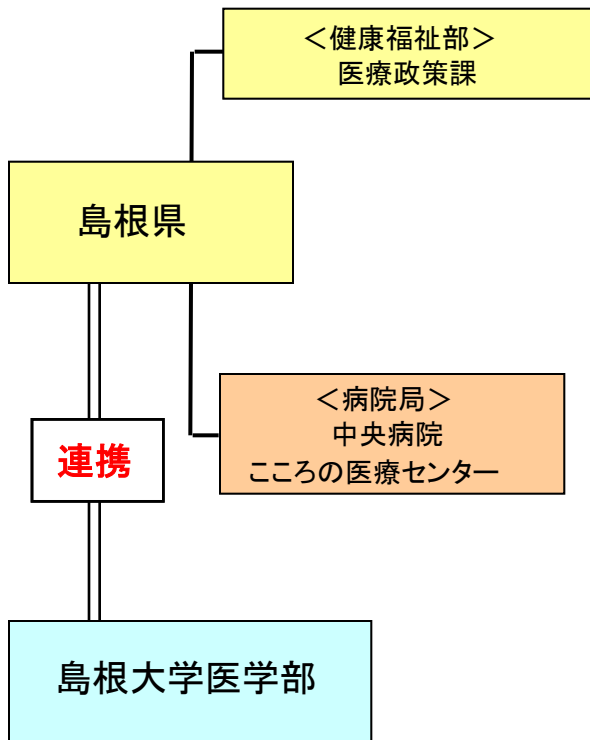 ＜健康福祉部＞
医療政策課
島根県
＜病院局＞
中央病院
こころの医療センター
連携
島根大学医学部